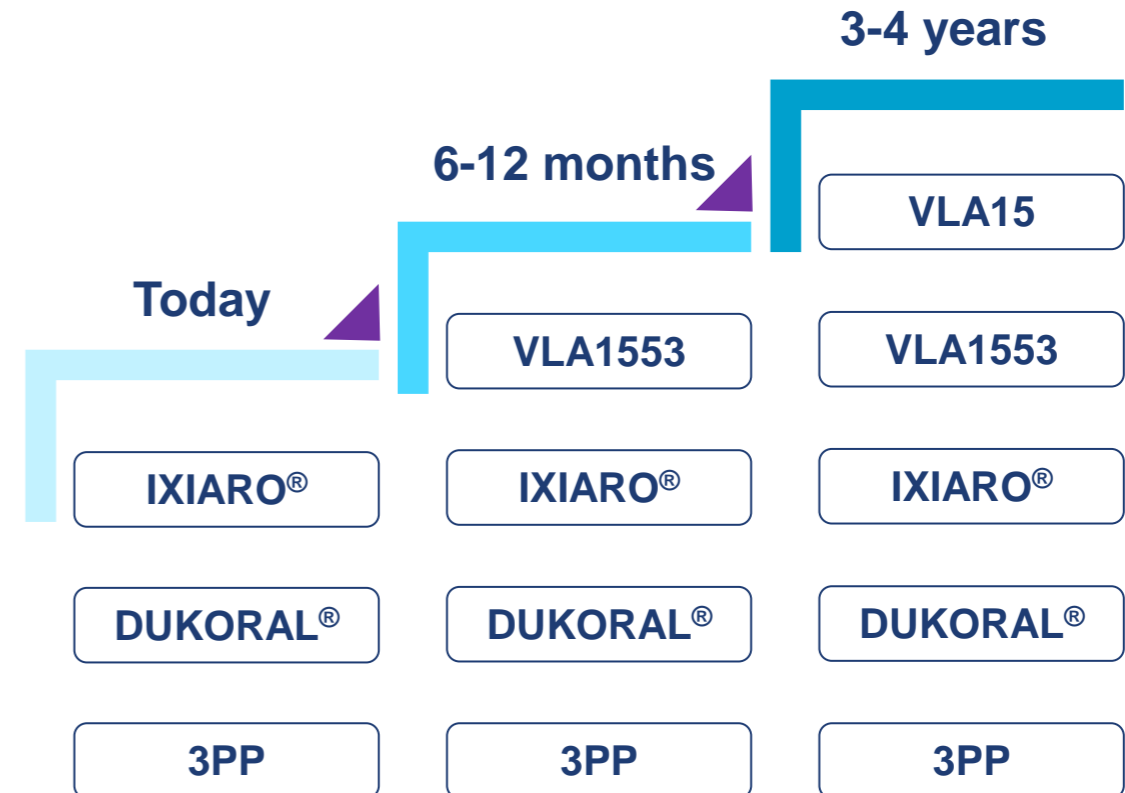 3-4 years
6-12 months
Today
VLA15
VLA1553
VLA1553
IXIARO®
IXIARO®
IXIARO®
DUKORAL®
DUKORAL®
DUKORAL®
3PP
3PP
3PP